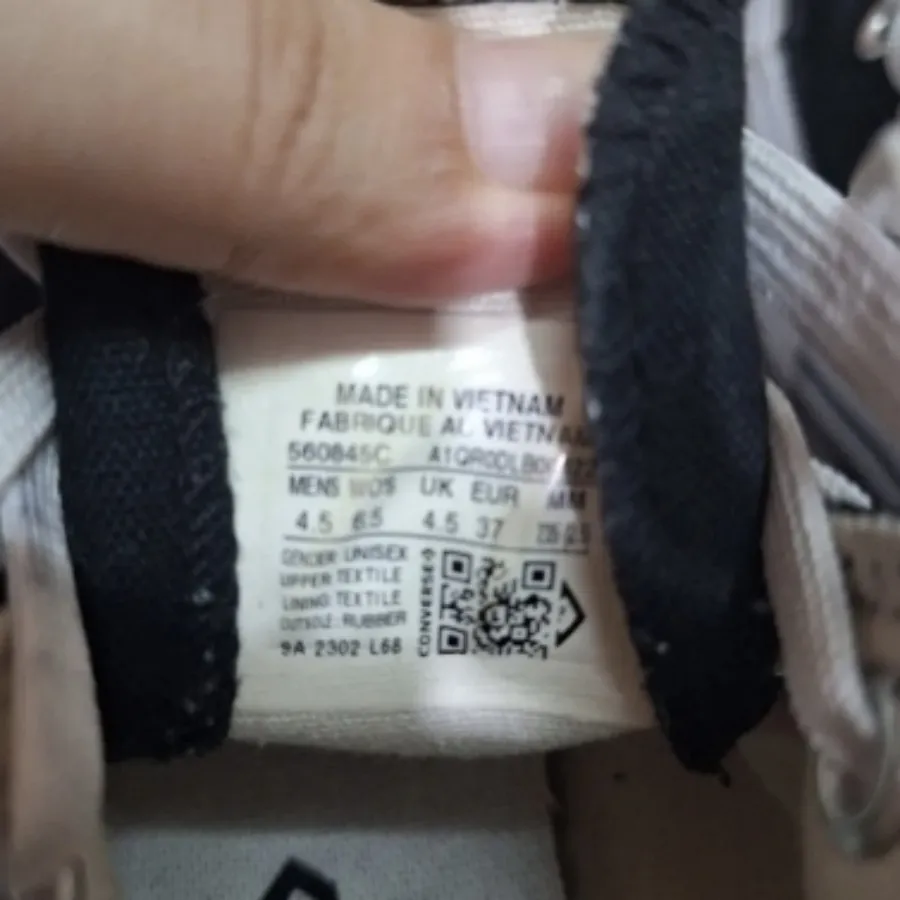 MADE IN VIETNAM
FABRIQUE AU VIETNAM
560845C
MENS WOS UK EUR MM
4.5 6.5 4.5 37
GENDER: UNISEX
UPPER: TEXTILE
LINING: TEXTILE
OUTSOLE: RUBBER
9A 2302 L68
CONVERSE